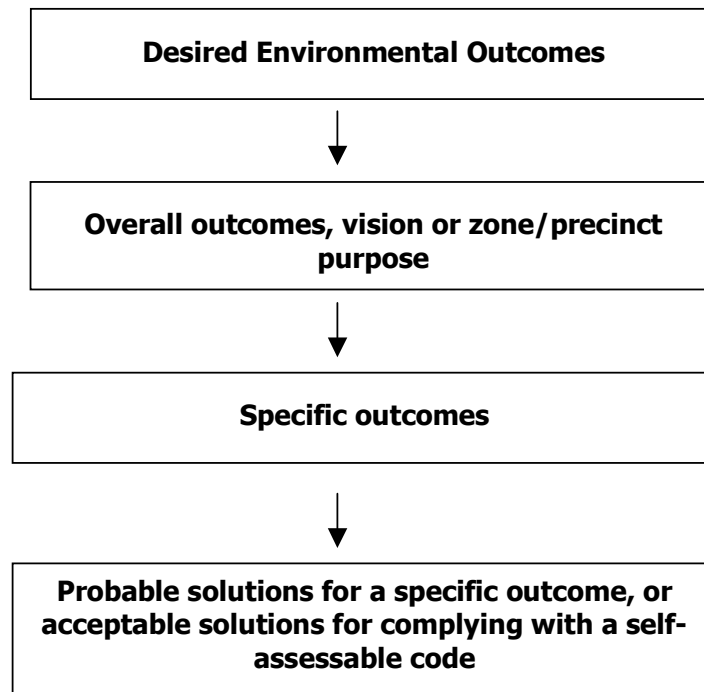 Desired Environmental Outcomes
Overall outcomes, vision or zone/precinct
purpose
Specific outcomes
Probable solutions for a specific outcome, or
acceptable solutions for complying with a self-
assessable code